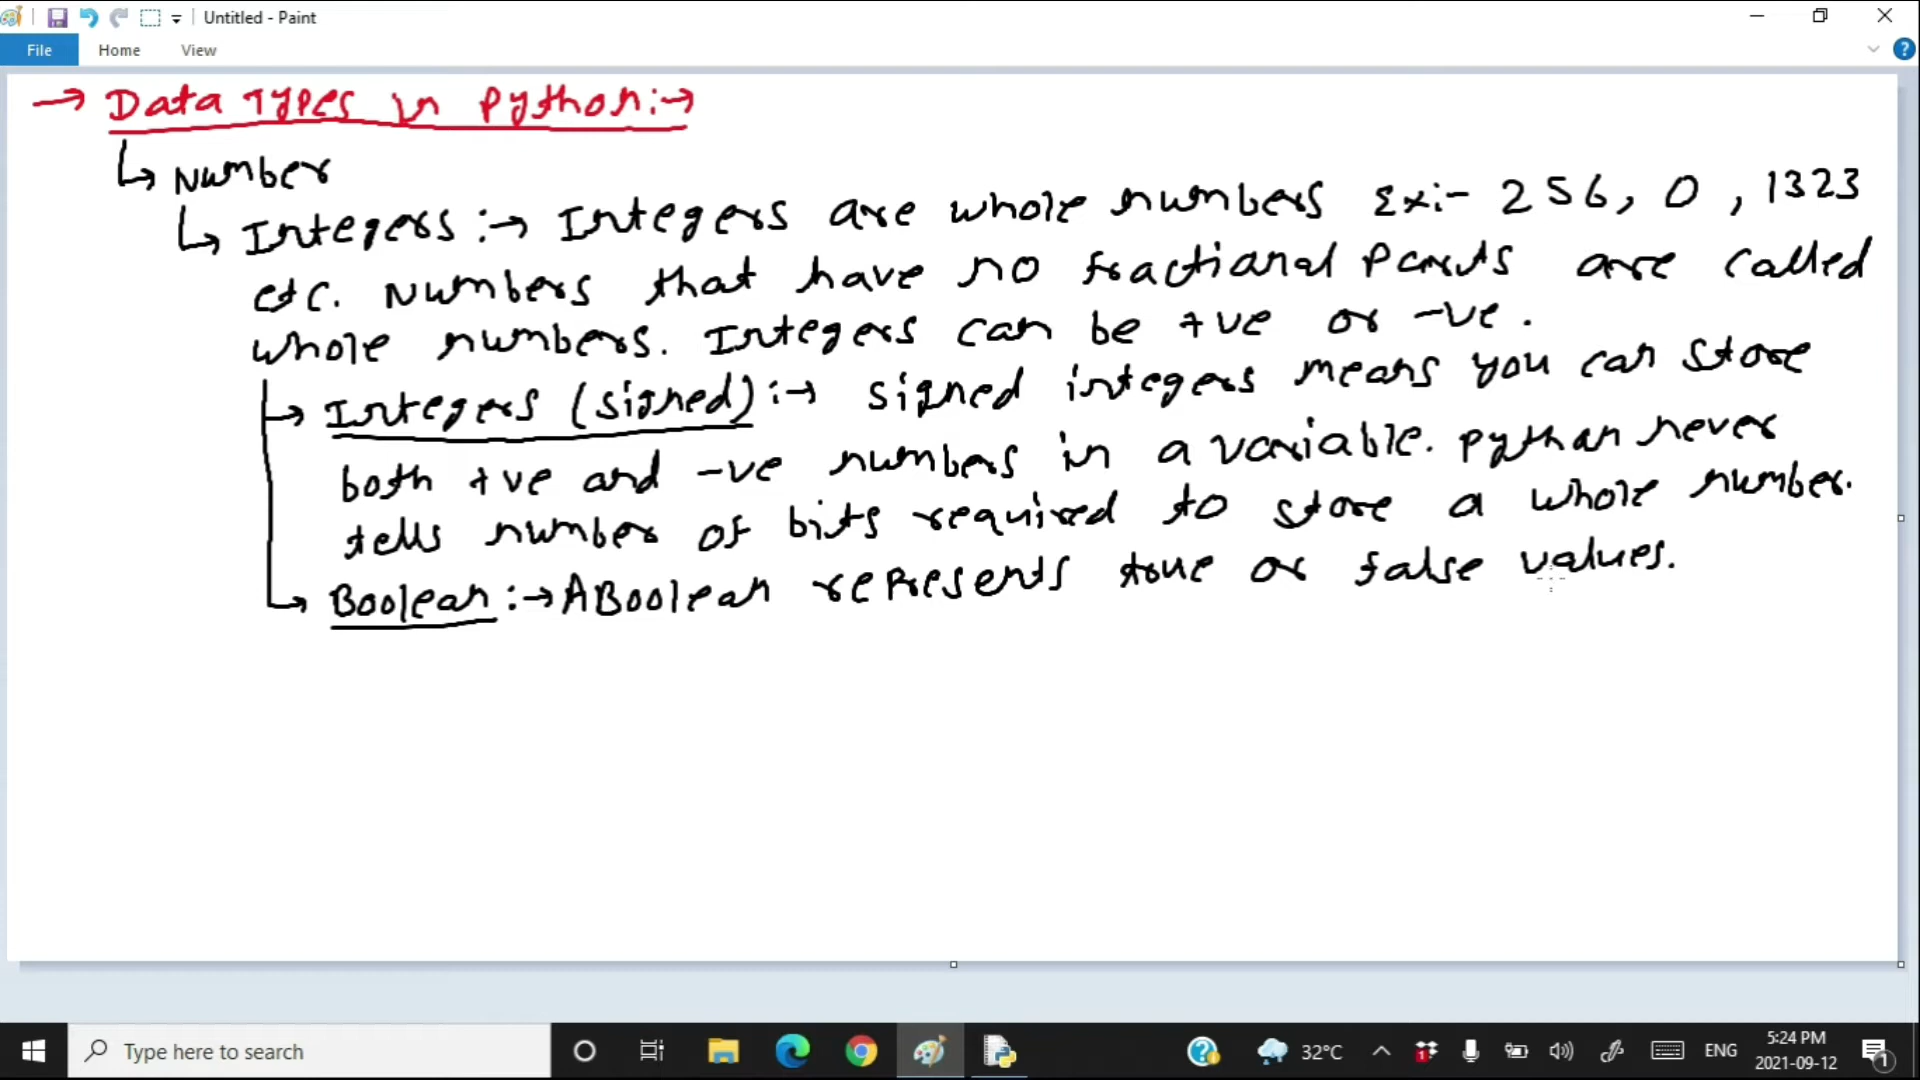 Untitled - Paint
File Home View
→ Data Types in Python:→
↳ Number
↳ Integers:→ Integers are whole numbers Ex:- 256, 0, 1323
etc. Numbers that have no fractional Parts are called
whole numbers. Integers can be +ve or -ve.
→ Integers (signed):→ signed integers means you can store
both +ve and -ve numbers in a variable. Python never
tells number of bits required to store a whole number.
↳ Boolean:→ A Boolean represents true or false values.
Type here to search
32°C
ENG
5:24 PM
2021-09-12
1
1